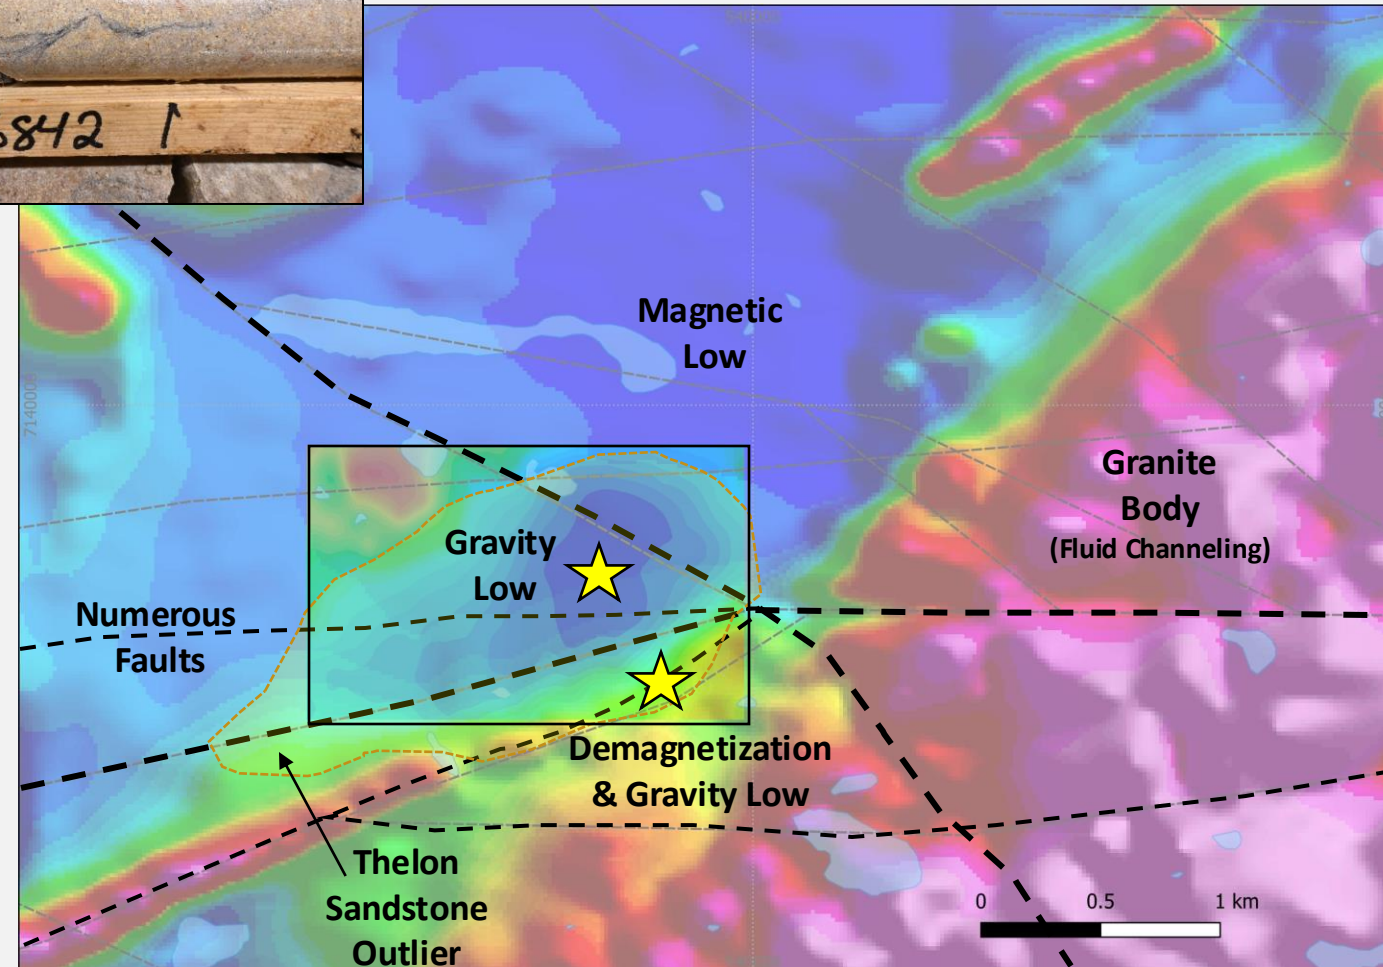 842
Magnetic
Low
Granite
Body
(Fluid Channeling)
Gravity
Low
Numerous
Faults
Demagnetization
& Gravity Low
Thelon
Sandstone
Outlier
0 0.5 1 km